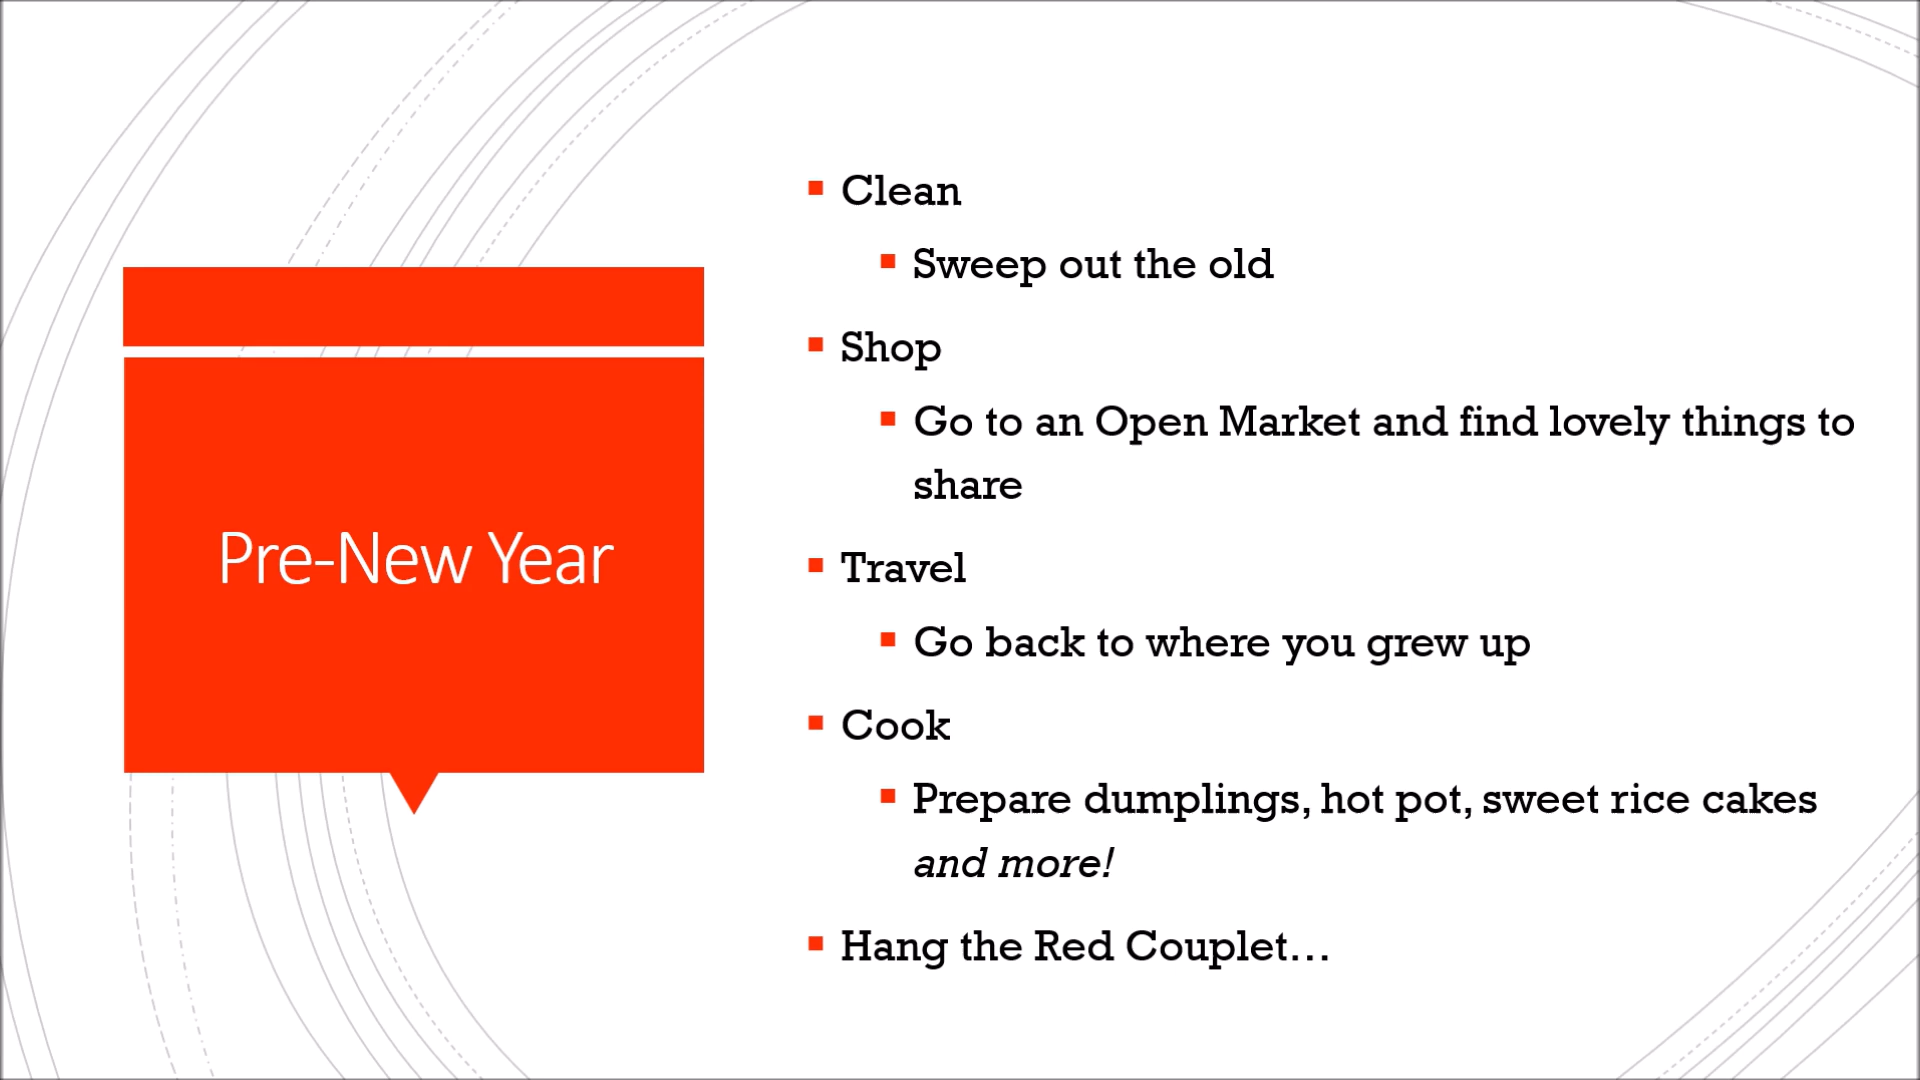 Pre-New Year
Clean
Sweep out the old
Shop
Go to an Open Market and find lovely things to
share
Travel
Go back to where you grew up
Cook
Prepare dumplings, hot pot, sweet rice cakes
and more!
Hang the Red Couplet...